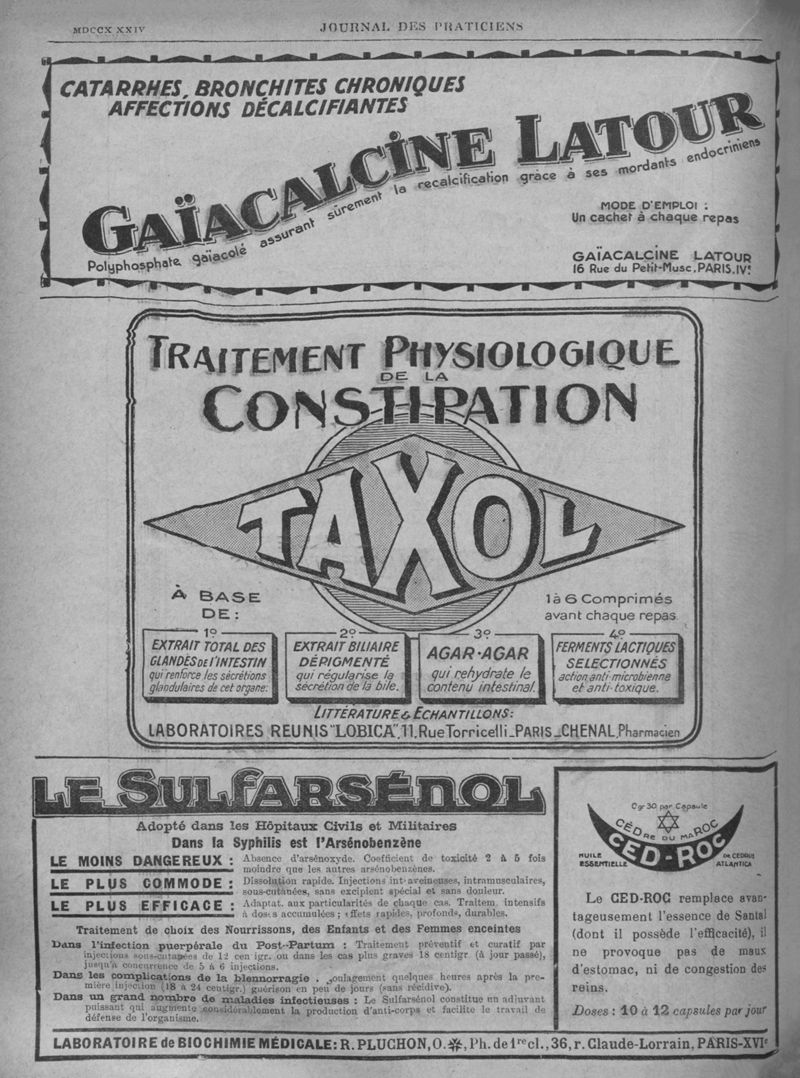 MDCCX XXIV
JOURNAL DES PRATICIENS
CATARRHES, BRONCHITES CHRONIQUES
AFFECTIONS DÉCALCIFIANTES
GAÏACALCINE LATOUR
Polyphosphate gaïacolé assurant sûrement la recalcification grâce à ses mordants endocriniens
MODE D'EMPLOI :
Un cachet à chaque repas
GAÏACALCINE LATOUR
16 Rue du Petit-Musc, PARIS. IVe
TRAITEMENT PHYSIOLOGIQUE
DE LA
CONSTIPATION
TAXOL
À BASE
DE :
1 à 6 Comprimés
avant chaque repas
1º
EXTRAIT TOTAL DES
GLANDES DE L'INTESTIN
qui renforce les sécrétions
glandulaires de cet organe.
2º
EXTRAIT BILIAIRE
DÉPIGMENTÉ
qui régularise la
sécrétion de la bile.
3º
AGAR-AGAR
qui rehydrate le
contenu intestinal.
4º
FERMENTS LACTIQUES
SELECTIONNÉS
action anti-microbienne
et anti-toxique.
LITTÉRATURE & ÉCHANTILLONS :
LABORATOIRES REUNIS "LOBICA", 11, Rue Torricelli_PARIS_CHENAL, Pharmacien
LE SULFARSÉNOL
Adopté dans les Hôpitaux Civils et Militaires
Dans la Syphilis est l'Arsénobenzène
LE MOINS DANGEREUX : Absence d'arsénoxyde. Coefficient de toxicité 2 à 5 fois
moindre que les autres arsénobenzènes.
LE PLUS COMMODE : Dissolution rapide. Injections intraveineuses, intramusculaires,
sous-cutanées, sans excipient spécial et sans douleur.
LE PLUS EFFICACE : Adaptat. aux particularités de chaque cas. Traitem. intensifs
à doses accumulées ; effets rapides, profonds, durables.
Traitement de choix des Nourrissons, des Enfants et des Femmes enceintes
Dans l'infection puerpérale du Post-Partum : Traitement préventif et curatif par
injections sous-cutanées de 12 centigr. ou dans les cas plus graves 18 centigr (à jour passé),
jusqu'à concurrence de 5 à 6 injections.
Dans les complications de la blennorragie : soulagement quelques heures après la pre-
mière injection (18 à 24 centigr.) guérison en peu de jours (sans récidive).
Dans un grand nombre de maladies infectieuses : Le Sulfarsénol constitue un adjuvant
puissant qui augmente considérablement la production d'anti-corps et facilite le travail de
défense de l'organisme.
Cgr 30 par Capsule
CÈDRE DU MAROC
CED-ROC
HUILE
ESSENTIELLE
DE CEDRUS
ATLANTICA
Le CED-ROC remplace avan-
tageusement l'essence de Santal
(dont il possède l'efficacité), il
ne provoque pas de maux
d'estomac, ni de congestion des
reins.
Doses : 10 à 12 capsules par jour
LABORATOIRE de BIOCHIMIE MÉDICALE : R. PLUCHON, O. ✻, Ph. de 1re cl., 36, r. Claude-Lorrain, PARIS-XVIe